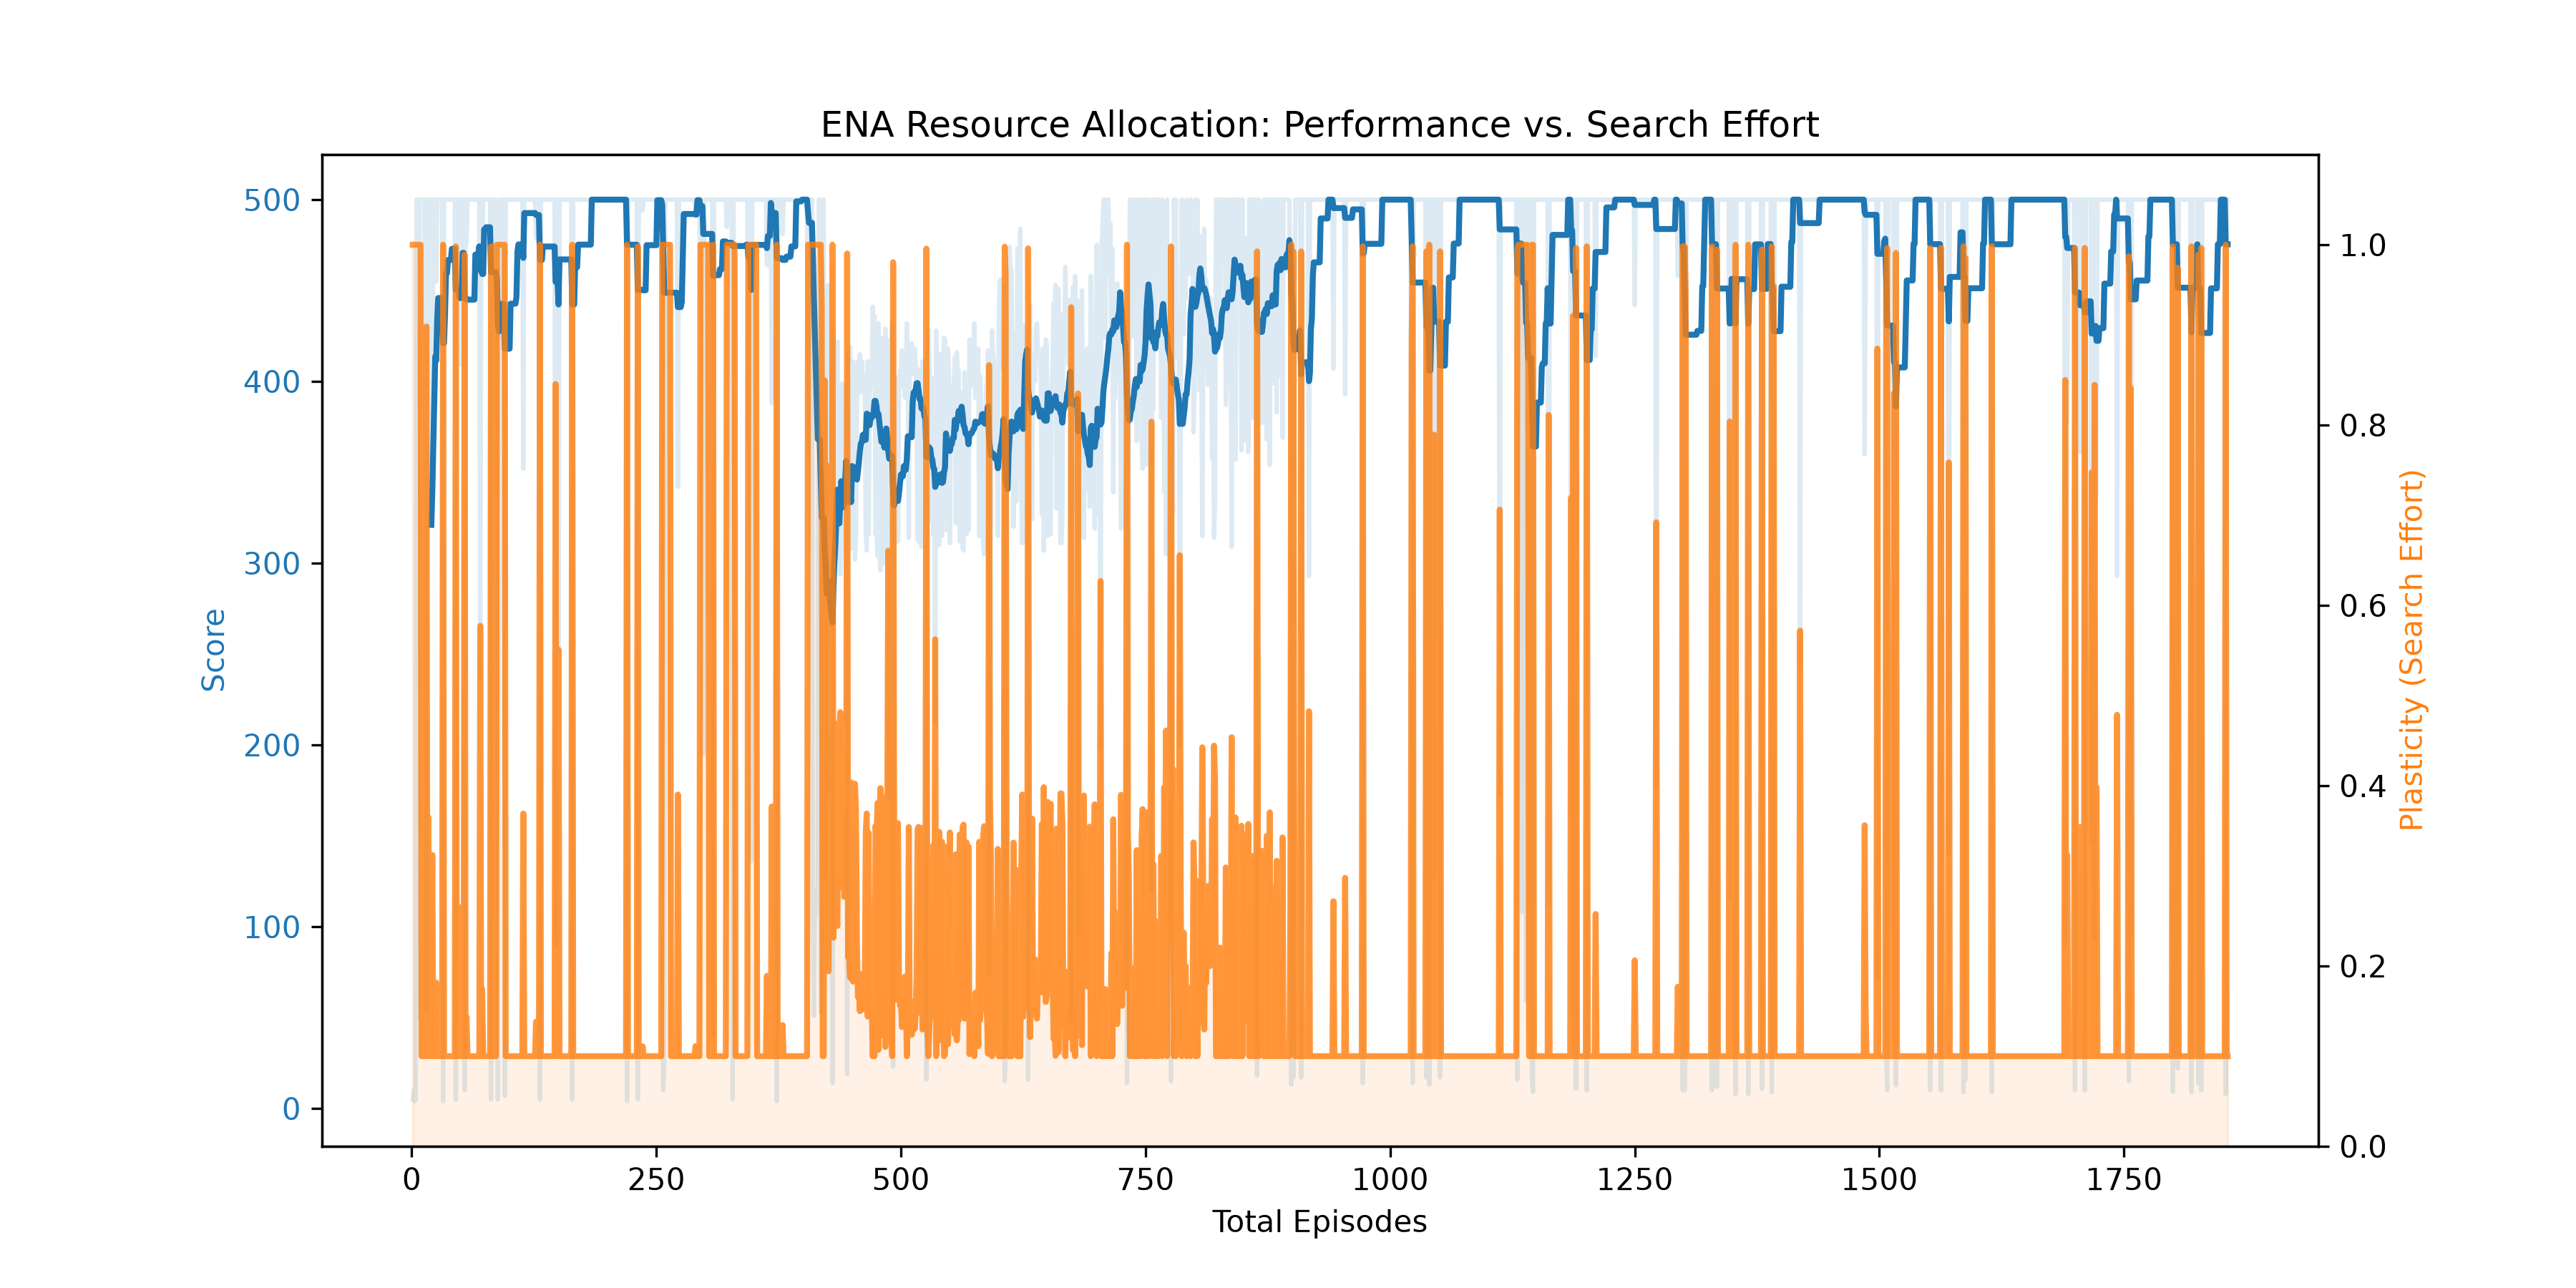 ENA Resource Allocation: Performance vs. Search Effort
500
400
300
200
100
0
Score
1.0
0.8
0.6
0.4
0.2
0.0
Plasticity (Search Effort)
0 250 500 750 1000 1250 1500 1750
Total Episodes